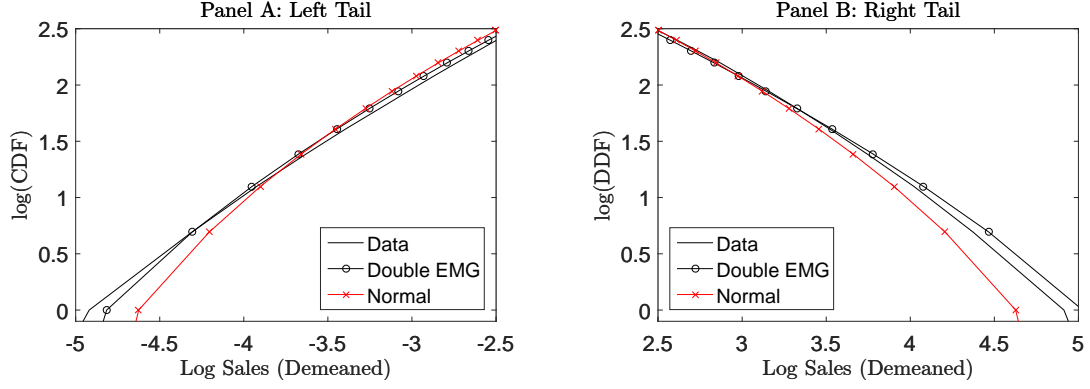 Panel A: Left Tail
log(CDF)
2.5
2
1.5
1
0.5
0
-5
-4.5
-4
-3.5
-3
-2.5
Log Sales (Demeaned)
Data
Double EMG
Normal
Panel B: Right Tail
log(DDF)
2.5
2
1.5
1
0.5
0
2.5
3
3.5
4
4.5
5
Log Sales (Demeaned)
Data
Double EMG
Normal